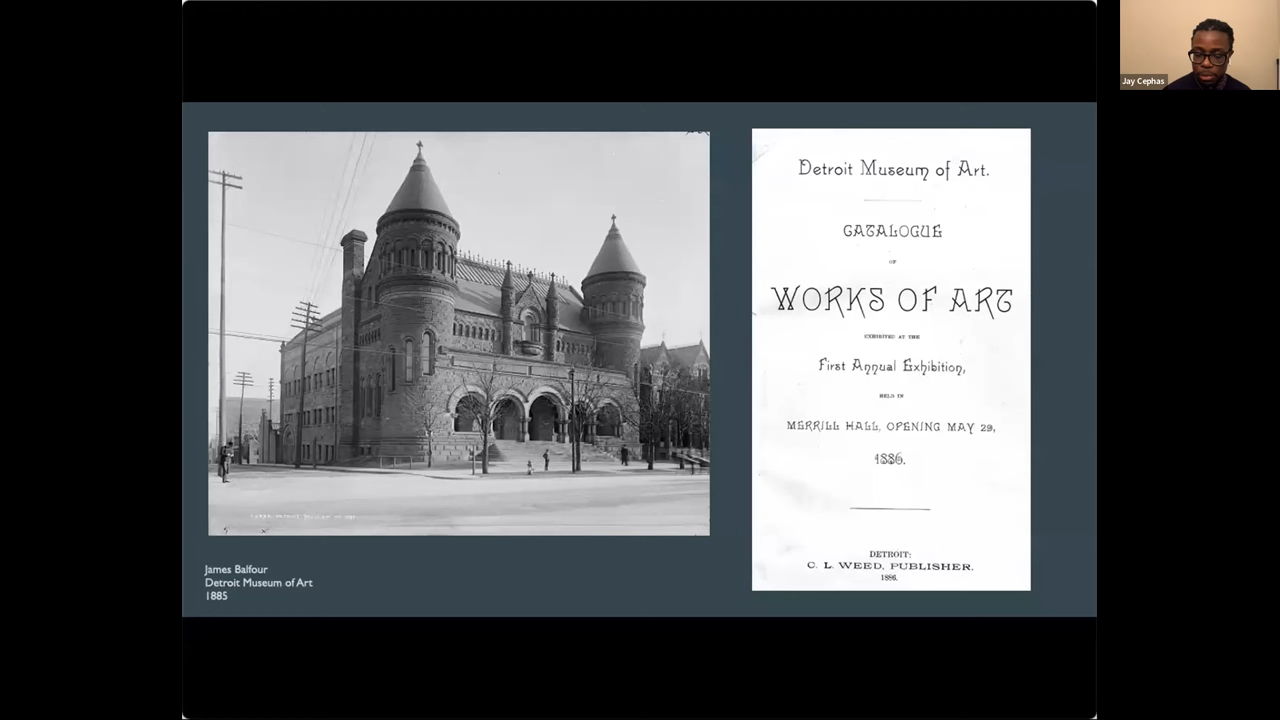 Jay Cephas
Detroit Museum of Art.
CATALOGUE
OF
WORKS OF ART
EXHIBITED AT THE
First Annual Exhibition,
HELD IN
MERRILL HALL, OPENING MAY 29,
1886.
DETROIT:
C. L. WEED, PUBLISHER.
1886.
James Balfour
Detroit Museum of Art
1885